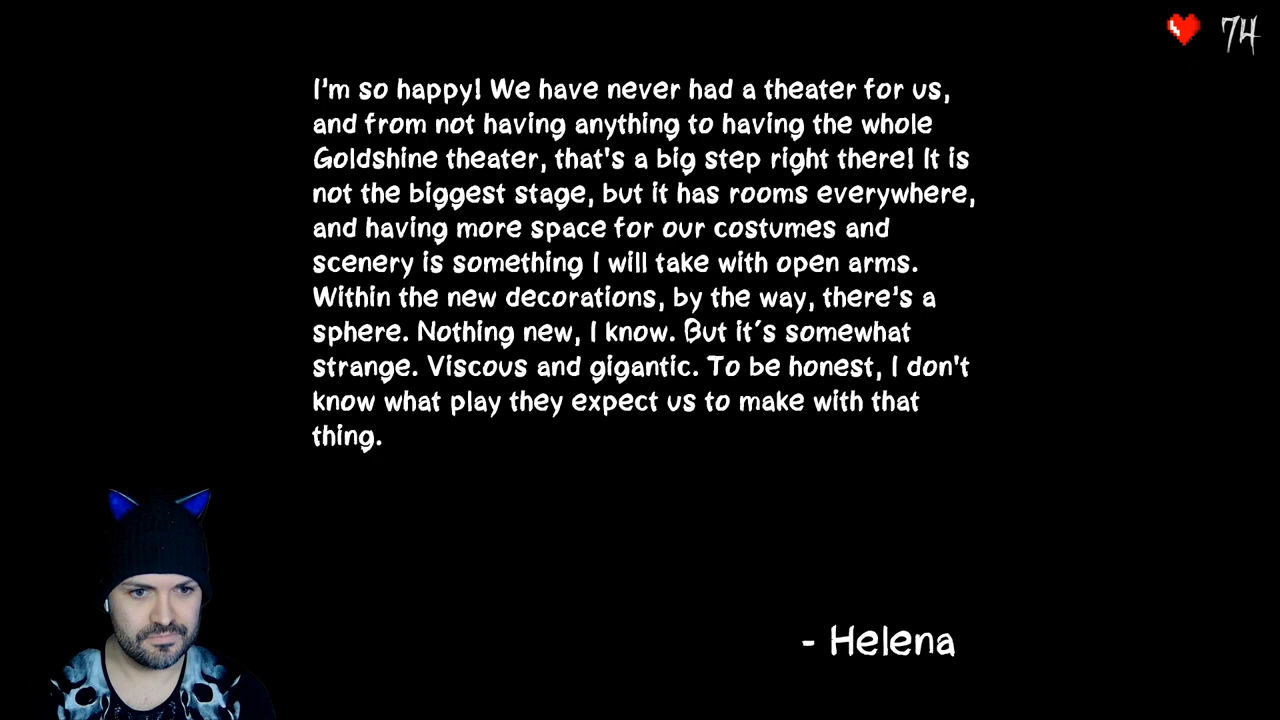 74
I'm so happy! We have never had a theater for us,
and from not having anything to having the whole
Goldshine theater, that's a big step right there! It is
not the biggest stage, but it has rooms everywhere,
and having more space for our costumes and
scenery is something I will take with open arms.
Within the new decorations, by the way, there's a
sphere. Nothing new, I know. But it´s somewhat
strange. Viscous and gigantic. To be honest, I don't
know what play they expect us to make with that
thing.
- Helena